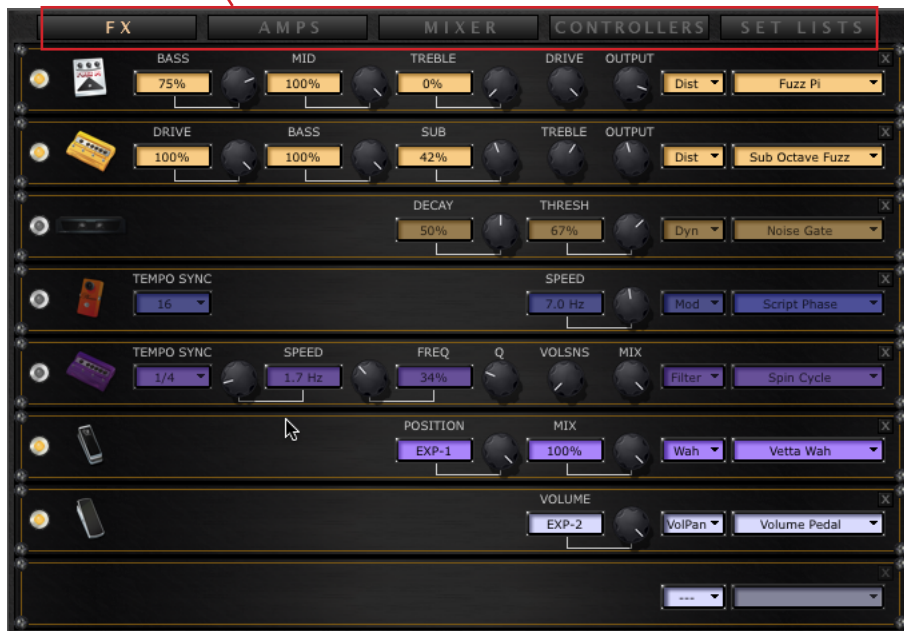 FX AMPS MIXER CONTROLLERS SET LISTS
X
BASS MID TREBLE DRIVE OUTPUT
75% 100% 0% Dist Fuzz Pi
X
DRIVE BASS SUB TREBLE OUTPUT
100% 100% 42% Dist Sub Octave Fuzz
X
DECAY THRESH
50% 67% Dyn Noise Gate
X
TEMPO SYNC SPEED
16 7.0 Hz Mod Script Phase
X
TEMPO SYNC SPEED FREQ Q VOLSNS MIX
1/4 1.7 Hz 34% Filter Spin Cycle
X
POSITION MIX
EXP-1 100% Wah Vetta Wah
X
VOLUME
EXP-2 VolPan Volume Pedal
X
---